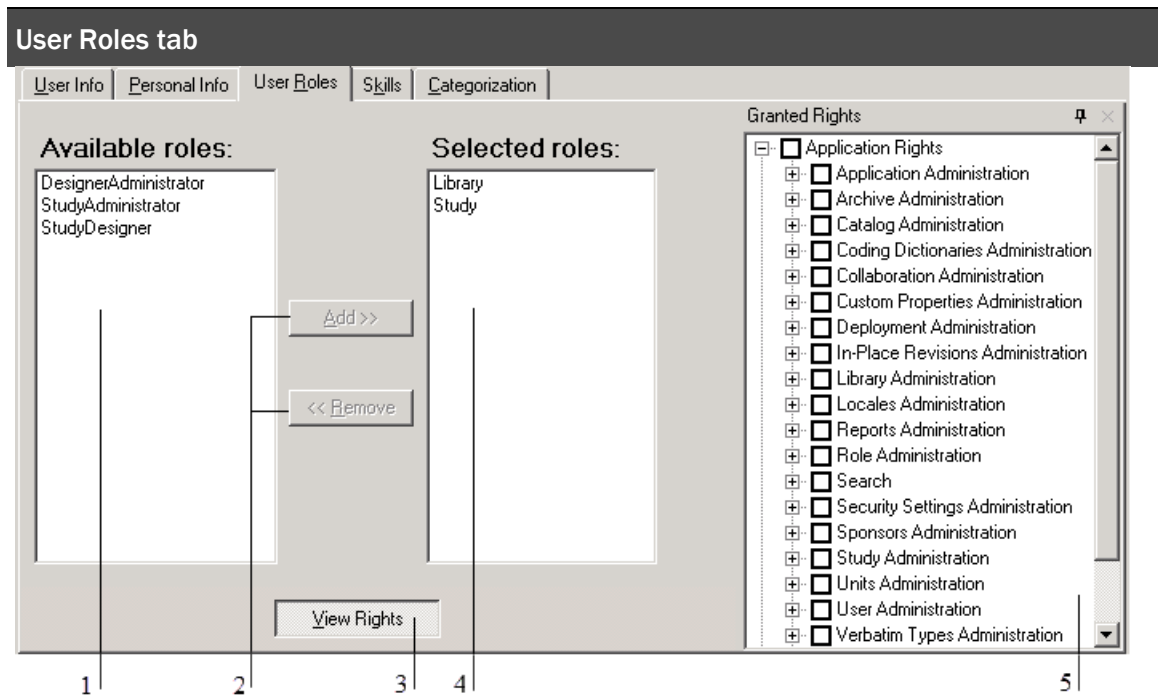 User Roles tab
User Info
Personal Info
User Roles
Skills
Categorization
Available roles:
DesignerAdministrator
StudyAdministrator
StudyDesigner
Add >>
<< Remove
View Rights
Selected roles:
Library
Study
Granted Rights
Application Rights
Application Administration
Archive Administration
Catalog Administration
Coding Dictionaries Administration
Collaboration Administration
Custom Properties Administration
Deployment Administration
In-Place Revisions Administration
Library Administration
Locales Administration
Reports Administration
Role Administration
Search
Security Settings Administration
Sponsors Administration
Study Administration
Units Administration
User Administration
Verbatim Types Administration
1
2
3
4
5